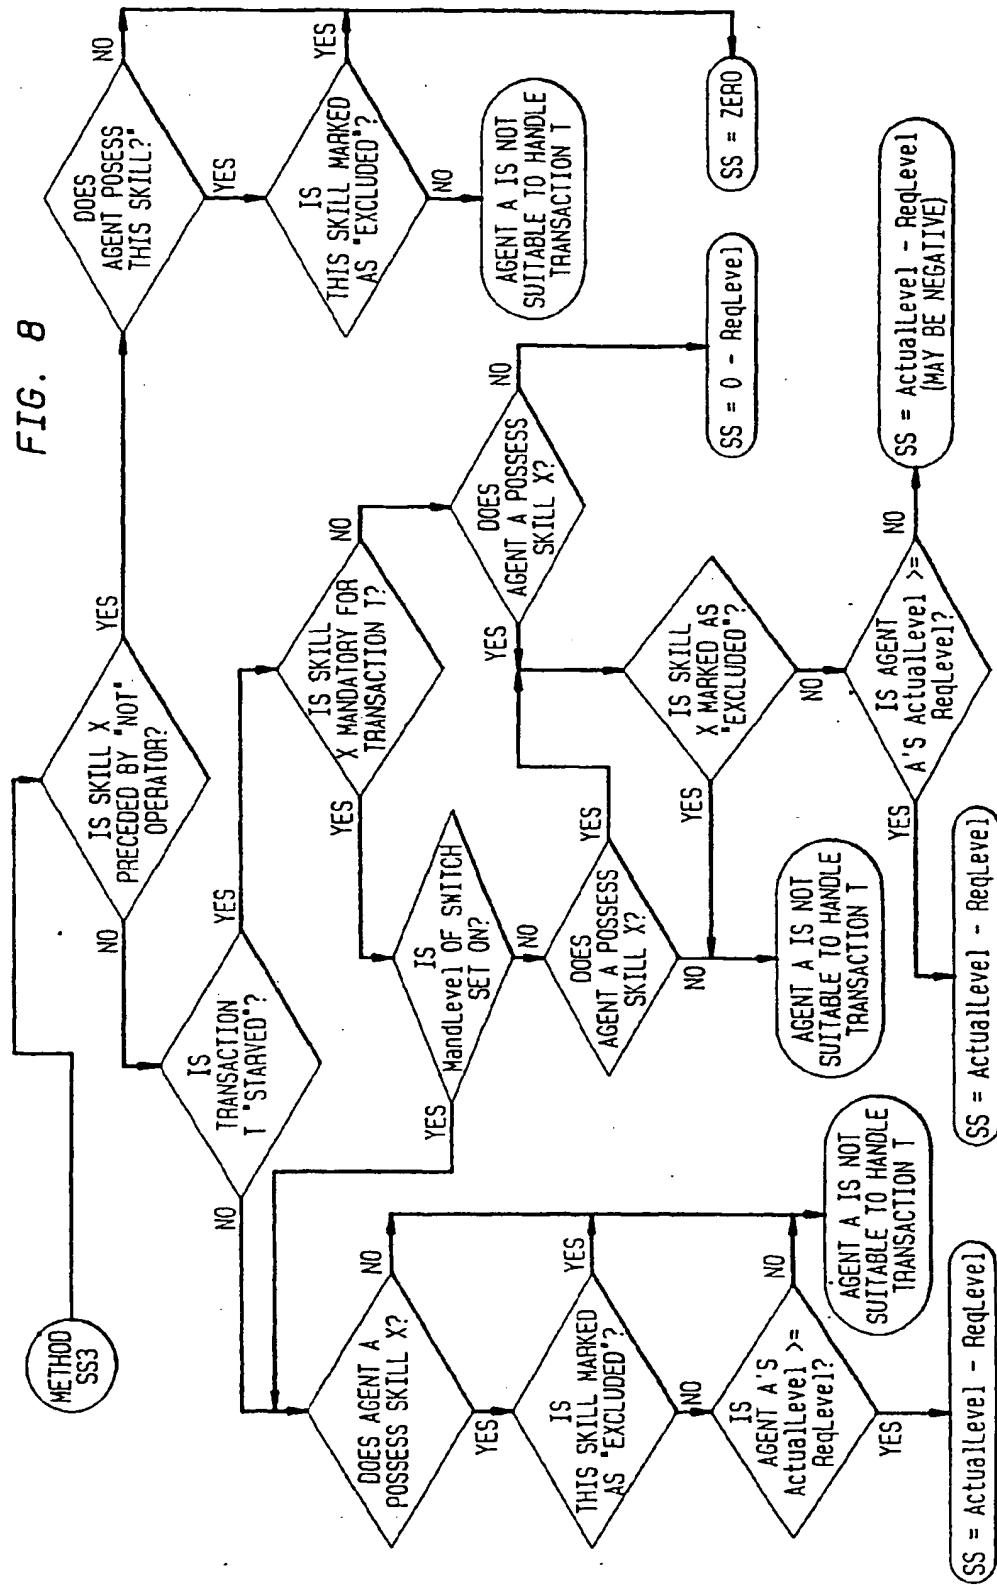 FIG. 8
METHOD
SS3
IS SKILL X
PRECEDED BY "NOT"
OPERATOR?
YES
NO
DOES
AGENT POSESS
THIS SKILL?"
NO
YES
IS
THIS SKILL MARKED
AS "EXCLUDED"?
YES
NO
AGENT A IS NOT
SUITABLE TO HANDLE
TRANSACTION T
SS = ZERO
IS
TRANSACTION
T "STARVED"?
YES
NO
IS SKILL
X MANDATORY FOR
TRANSACTION T?
NO
YES
DOES
AGENT A POSSESS
SKILL X?
NO
YES
SS = 0 - ReqLevel
IS
MandLevel OF SWITCH
SET ON?
YES
NO
DOES
AGENT A POSSESS
SKILL X?
YES
NO
IS SKILL
X MARKED AS
"EXCLUDED"?
YES
NO
AGENT A IS NOT
SUITABLE TO HANDLE
TRANSACTION T
IS AGENT
A'S ActualLevel >=
ReqLevel?
NO
YES
SS = ActualLevel - ReqLevel
(MAY BE NEGATIVE)
SS = ActualLevel - ReqLevel
DOES AGENT A
POSSESS SKILL X?
NO
YES
IS
THIS SKILL MARKED
AS "EXCLUDED"?
YES
NO
IS
AGENT A'S
ActualLevel >=
ReqLevel?
NO
YES
AGENT A IS NOT
SUITABLE TO HANDLE
TRANSACTION T
SS = ActualLevel - ReqLevel